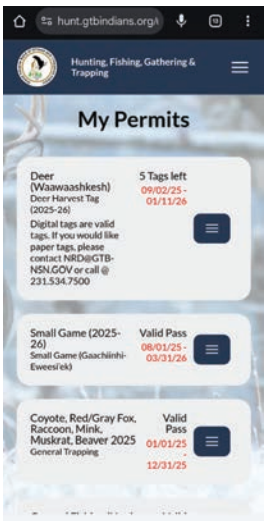 hunt.gtbindians.org/
Hunting, Fishing, Gathering &
Trapping
My Permits
Deer
(Waawaashkesh)
Deer Harvest Tag
(2025-26)
Digital tags are valid
tags. If you would like
paper tags, please
contact NRD@GTB-
NSN.GOV or call @
231.534.7500
5 Tags left
09/02/25 -
01/11/26
Small Game (2025-
26)
Small Game (Gaachiinhi-
Eweesi'ek)
Valid Pass
08/01/25 -
03/31/26
Coyote, Red/Gray Fox,
Raccoon, Mink,
Muskrat, Beaver 2025
General Trapping
Valid
Pass
01/01/25
-
12/31/25